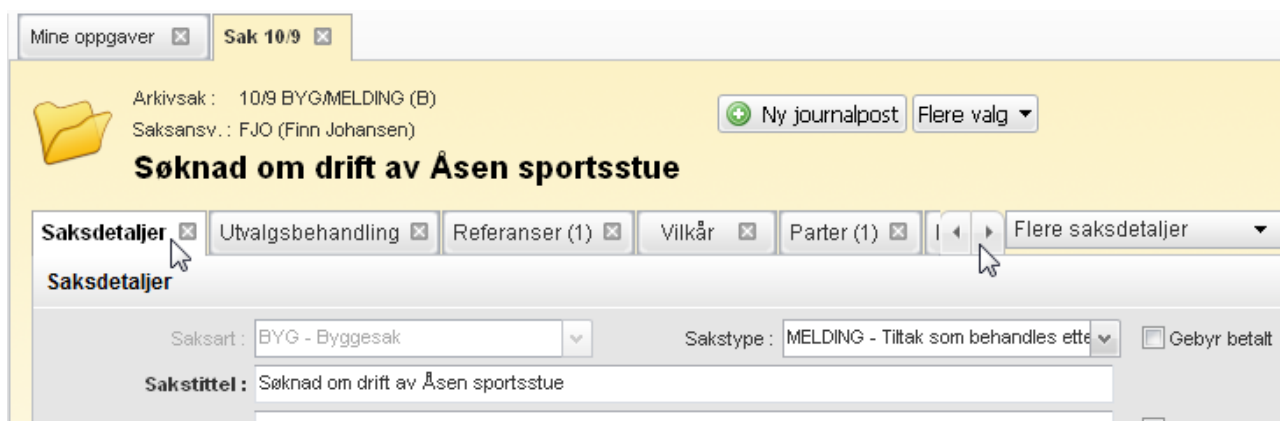 Mine oppgaver Sak 10/9
Arkivsak : 10/9 BYG/MELDING (B)
Saksansv. : FJO (Finn Johansen)
Ny journalpost Flere valg
Søknad om drift av Åsen sportsstue
Saksdetaljer Utvalgsbehandling Referanser (1) Vilkår Parter (1) Flere saksdetaljer
Saksdetaljer
Saksart : BYG - Byggesak Sakstype : MELDING - Tiltak som behandles ette Gebyr betalt
Sakstittel : Søknad om drift av Åsen sportsstue